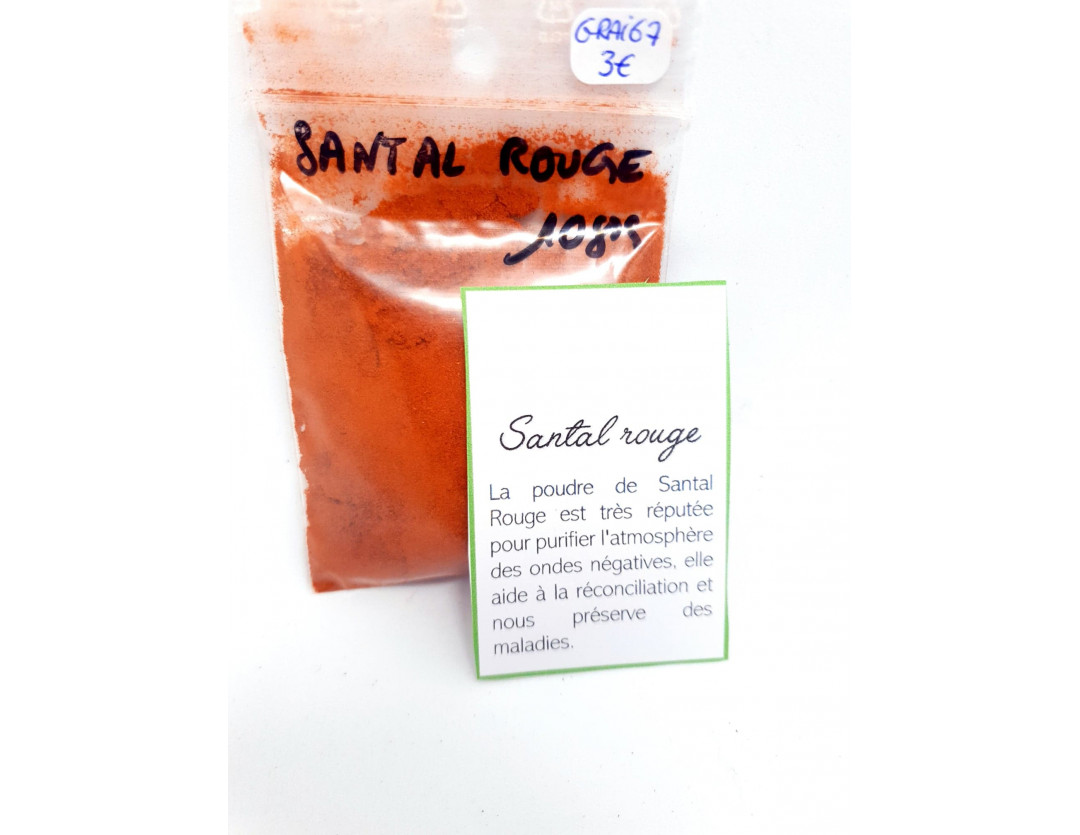 GRAi67
3€
SANTAL ROUGE
10grs
Santal rouge
La poudre de Santal
Rouge est très réputée
pour purifier l'atmosphère
des ondes négatives, elle
aide à la réconciliation et
nous préserve des
maladies.